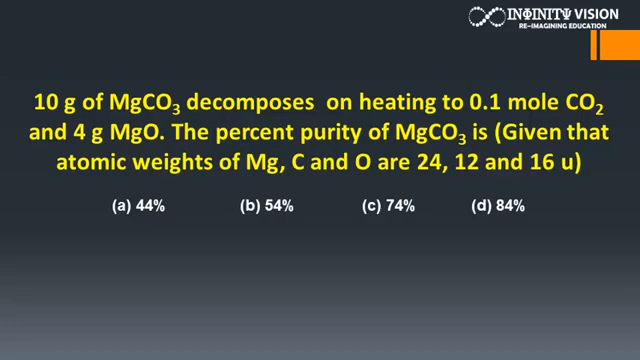 INFINITY VISION
RE-IMAGINING EDUCATION
10 g of MgCO₃ decomposes on heating to 0.1 mole CO₂
and 4 g MgO. The percent purity of MgCO₃ is (Given that
atomic weights of Mg, C and O are 24, 12 and 16 u)
(a) 44% (b) 54% (c) 74% (d) 84%